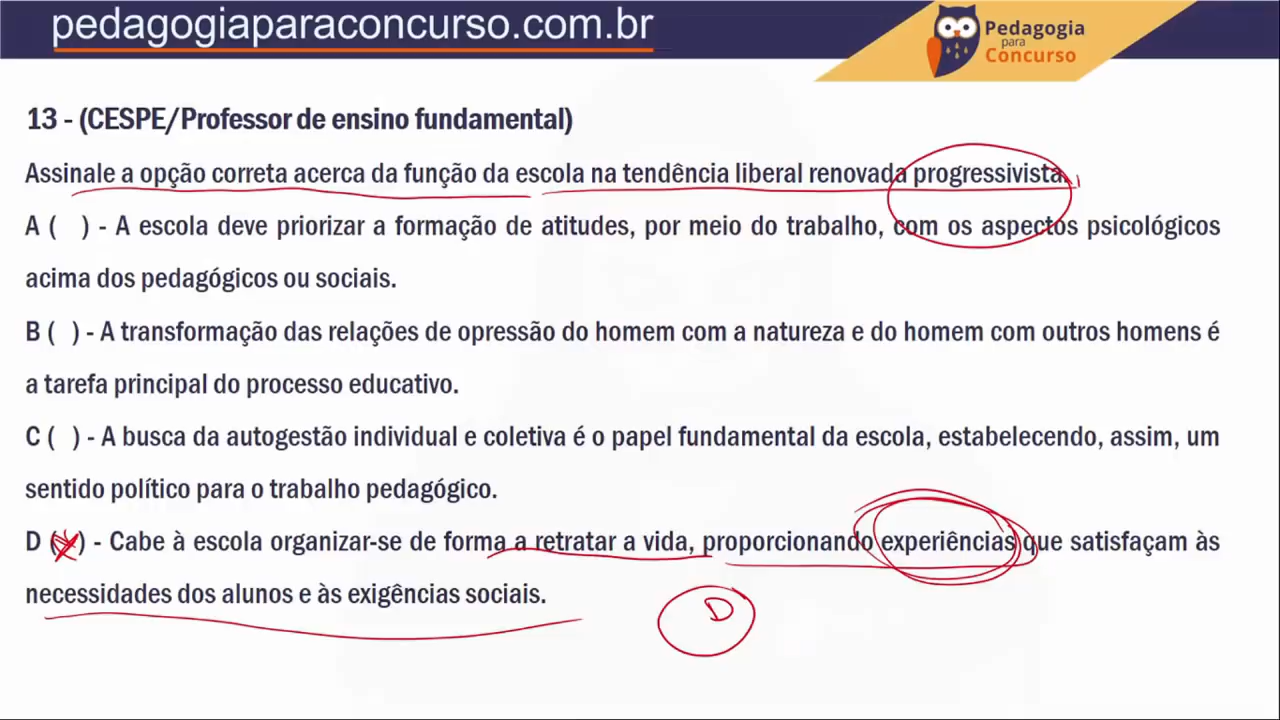 pedagogiaparaconcurso.com.br
Pedagogia
para
Concurso
13 - (CESPE/Professor de ensino fundamental)
Assinale a opção correta acerca da função da escola na tendência liberal renovada progressivista.
A ( ) - A escola deve priorizar a formação de atitudes, por meio do trabalho, com os aspectos psicológicos
acima dos pedagógicos ou sociais.
B ( ) - A transformação das relações de opressão do homem com a natureza e do homem com outros homens é
a tarefa principal do processo educativo.
C ( ) - A busca da autogestão individual e coletiva é o papel fundamental da escola, estabelecendo, assim, um
sentido político para o trabalho pedagógico.
D (x) - Cabe à escola organizar-se de forma a retratar a vida, proporcionando experiências que satisfaçam às
necessidades dos alunos e às exigências sociais.
D